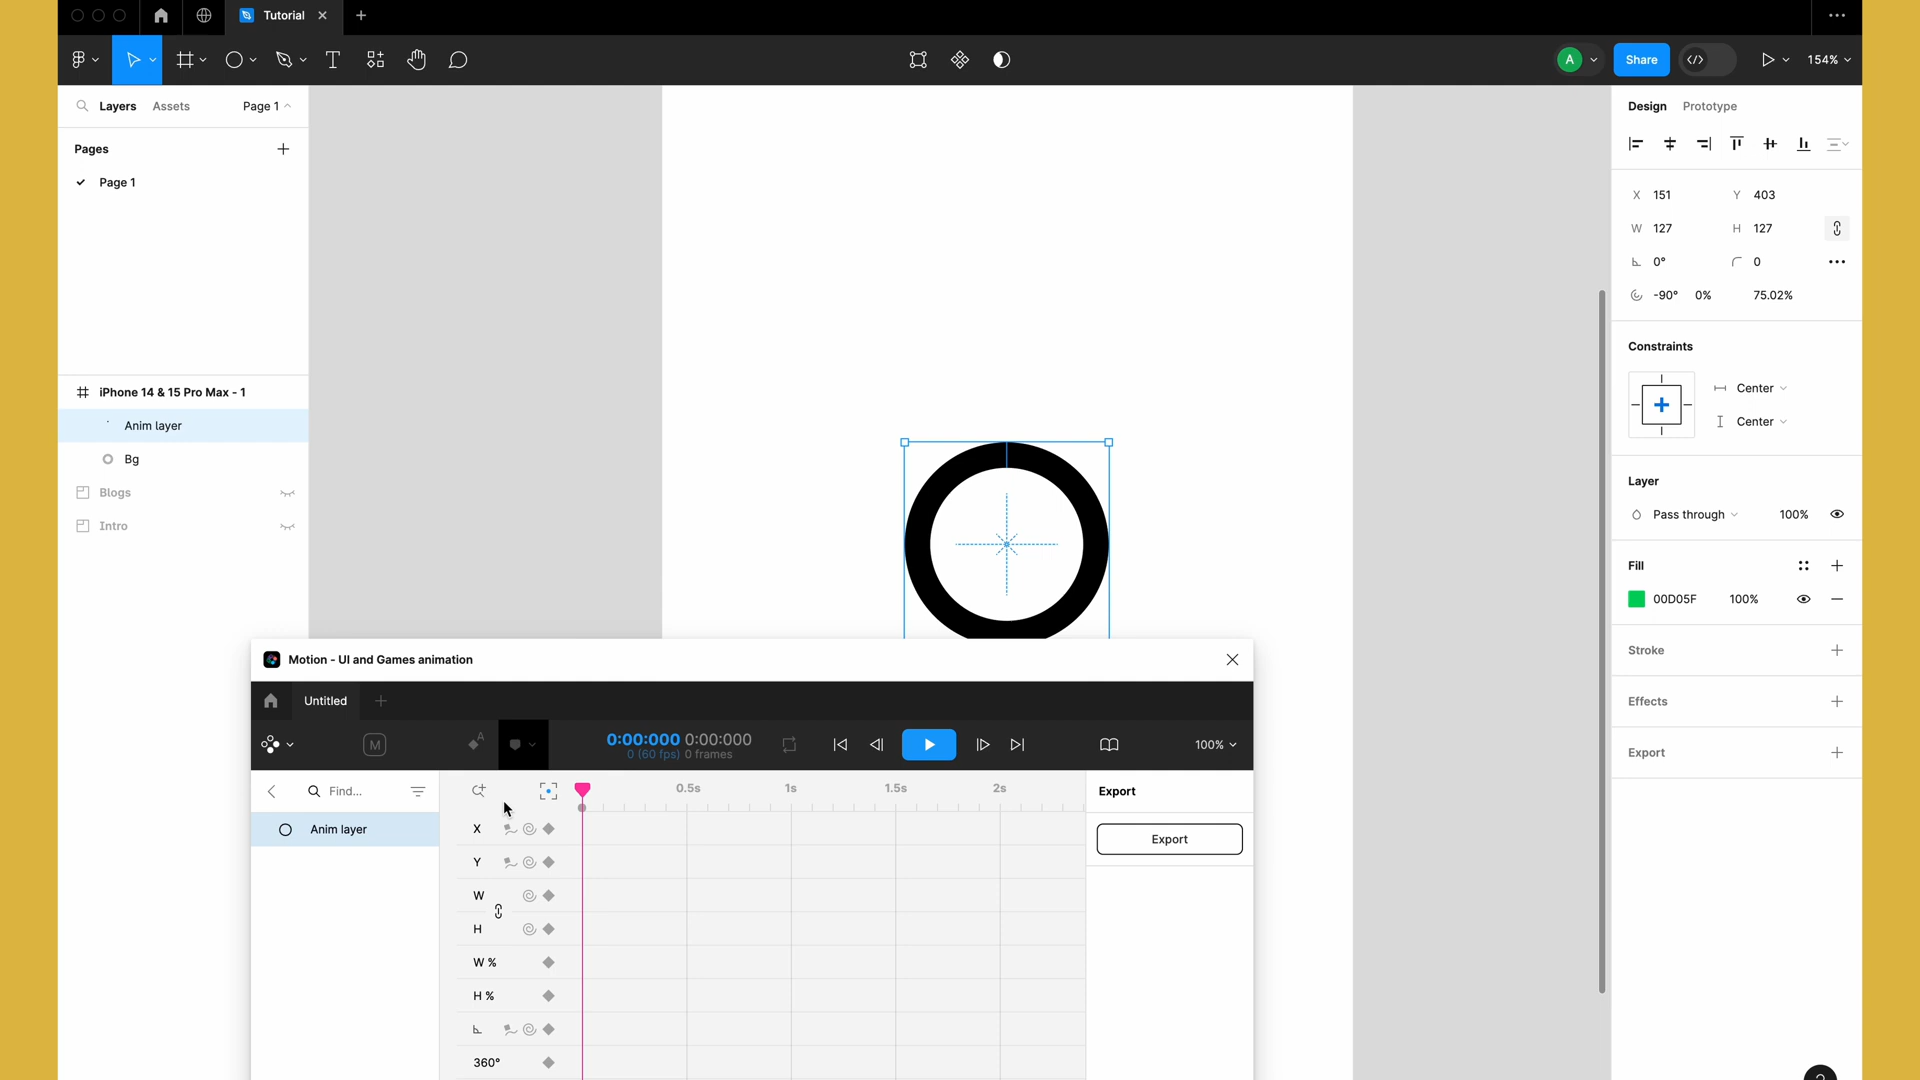 Tutorial
T
A
Share
154%
Layers
Assets
Page 1
Design
Prototype
Pages
Page 1
X 151
Y 403
W 127
H 127
0°
0
-90°
0%
75.02%
Constraints
Center
Center
iPhone 14 & 15 Pro Max - 1
Anim layer
Bg
Blogs
Intro
Layer
Pass through
100%
Fill
00D05F
100%
Stroke
Effects
Export
Motion - UI and Games animation
Untitled
M
A
0:00:000 0:00:000
0 (60 fps) 0 frames
100%
Find...
0.5s
1s
1.5s
2s
Export
Anim layer
X
Export
Y
W
H
W %
H %
360°